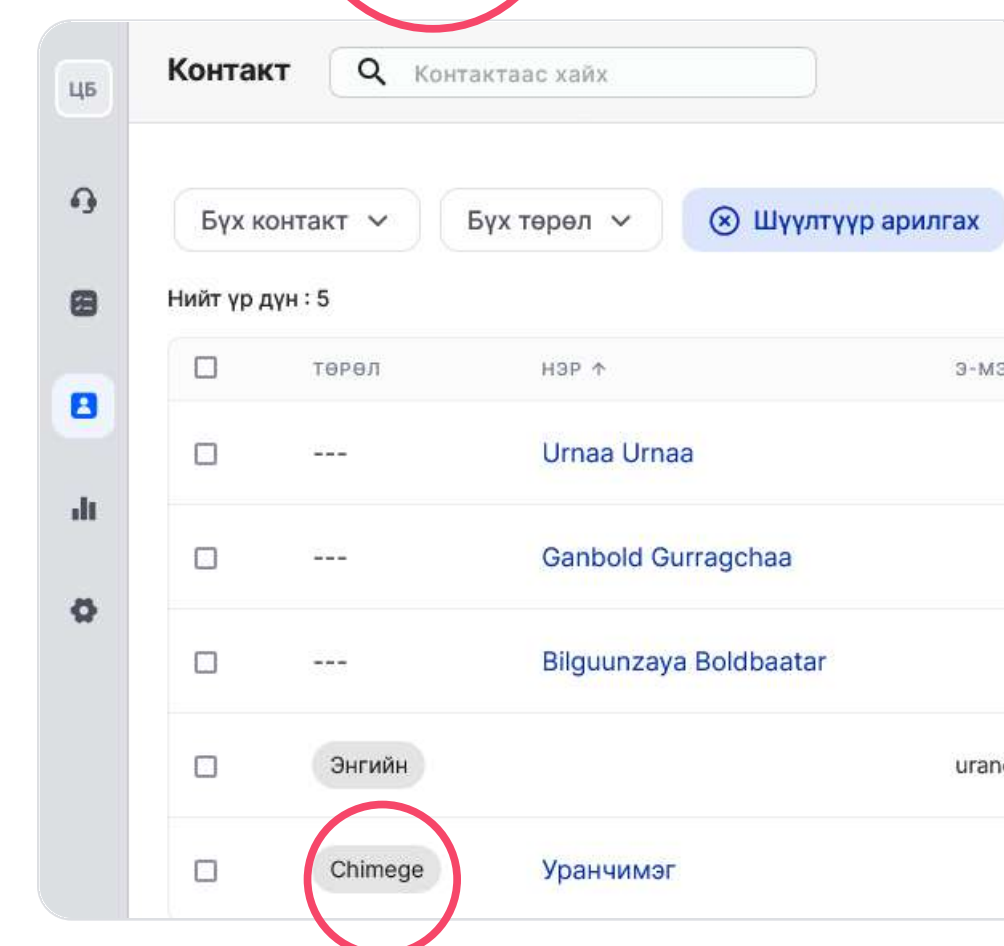 ЦБ
Контакт Контактаас хайх
Бүх контакт Бүх төрөл Шүүлтүүр арилгах
Нийт үр дүн : 5
ТӨРӨЛ НЭР ↑ Э-МЭ
--- Urnaa Urnaa
--- Ganbold Gurragchaa
--- Bilguunzaya Boldbaatar
Энгийн
Chimege Уранчимэг